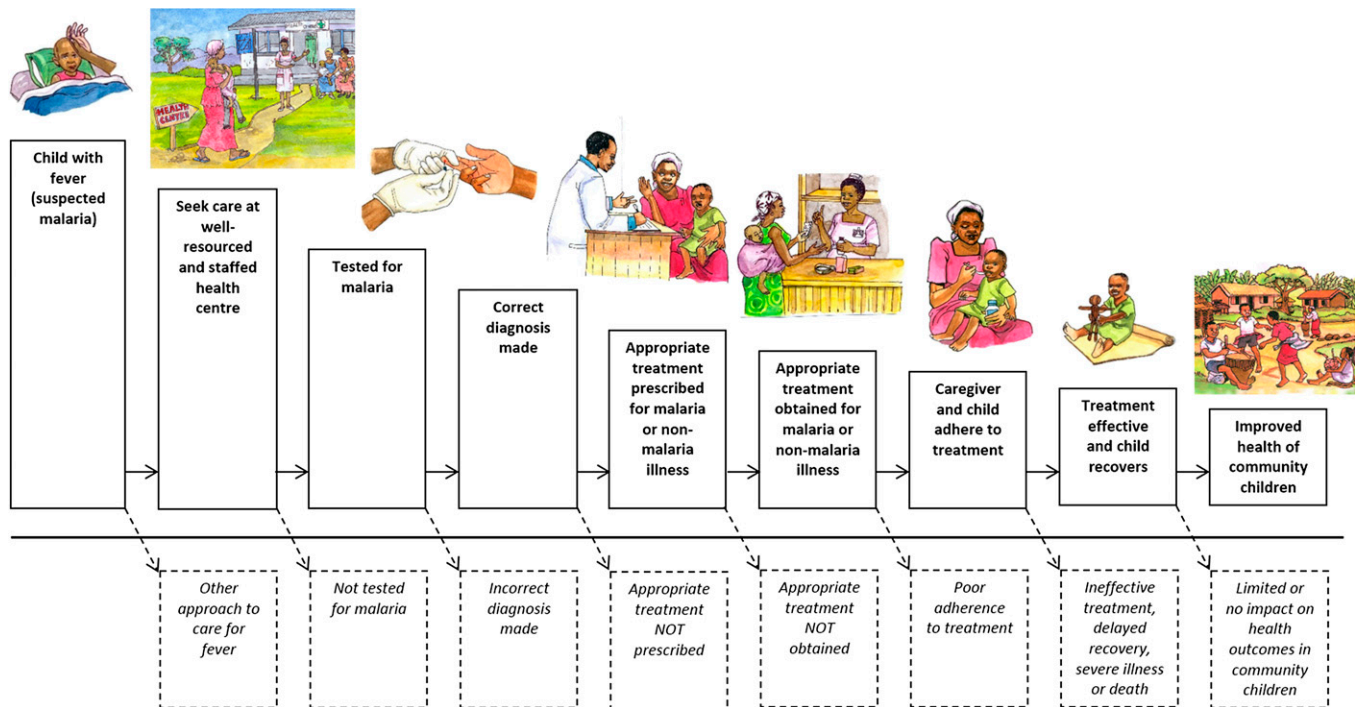 HEALTH
CENTRE
Child with
fever
(suspected
malaria)
Seek care at
well-
resourced
and staffed
health
centre
Tested for
malaria
Correct
diagnosis
made
Appropriate
treatment
prescribed
for malaria
or non-
malaria
illness
Appropriate
treatment
obtained for
malaria or
non-malaria
illness
Caregiver
and child
adhere to
treatment
Treatment
effective
and child
recovers
Improved
health of
community
children
Other
approach to
care for
fever
Not tested
for malaria
Incorrect
diagnosis
made
Appropriate
treatment
NOT
prescribed
Appropriate
treatment
NOT
obtained
Poor
adherence
to treatment
Ineffective
treatment,
delayed
recovery,
severe illness
or death
Limited or
no impact on
health
outcomes in
community
children